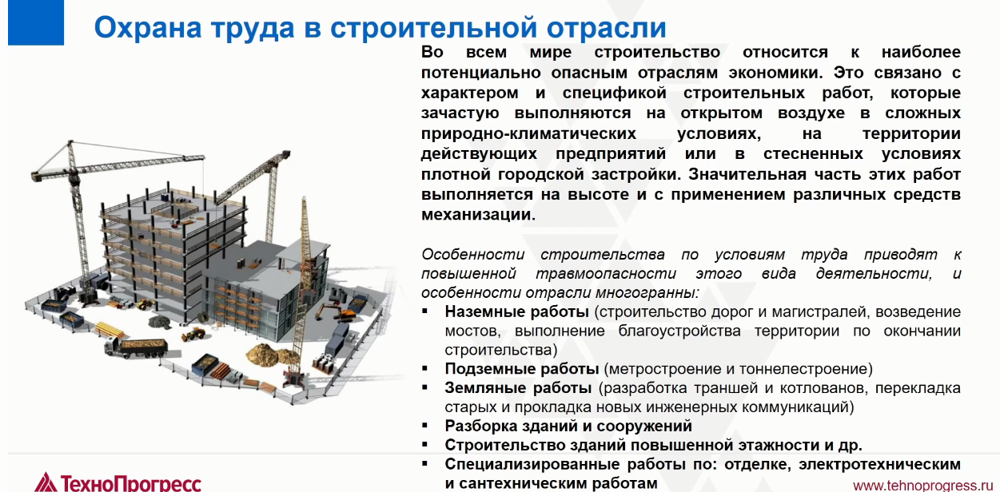 Охрана труда в строительной отрасли
Во всем мире строительство относится к наиболее
потенциально опасным отраслям экономики. Это связано с
характером и спецификой строительных работ, которые
зачастую выполняются на открытом воздухе в сложных
природно-климатических условиях, на территории
действующих предприятий или в стесненных условиях
плотной городской застройки. Значительная часть этих работ
выполняется на высоте и с применением различных средств
механизации.
Особенности строительства по условиям труда приводят к
повышенной травмоопасности этого вида деятельности, и
особенности отрасли многогранны:
▪ Наземные работы (строительство дорог и магистралей, возведение
мостов, выполнение благоустройства территории по окончании
строительства)
▪ Подземные работы (метростроение и тоннелестроение)
▪ Земляные работы (разработка траншей и котлованов, перекладка
старых и прокладка новых инженерных коммуникаций)
▪ Разборка зданий и сооружений
▪ Строительство зданий повышенной этажности и др.
▪ Специализированные работы по: отделке, электротехническим
и сантехническим работам
ТехноПрогресс
www.tehnoprogress.ru